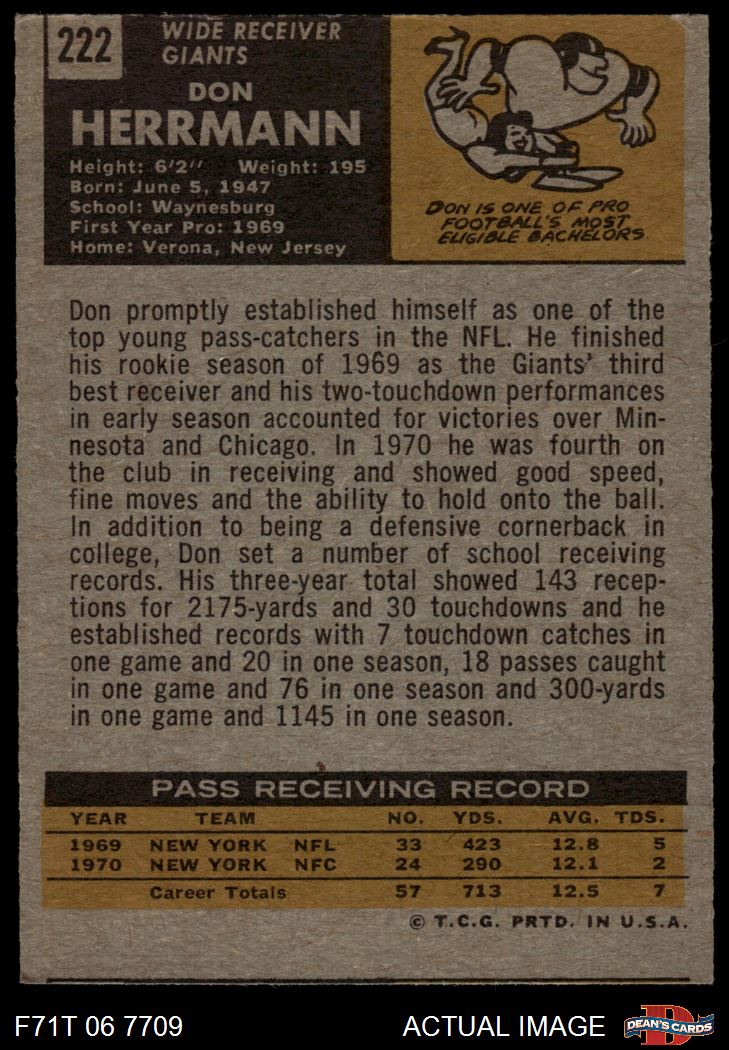 222
WIDE RECEIVER
GIANTS
DON
HERRMANN
Height: 6'2" Weight: 195
Born: June 5, 1947
School: Waynesburg
First Year Pro: 1969
Home: Verona, New Jersey
DON IS ONE OF PRO
FOOTBALL'S MOST
ELIGIBLE BACHELORS.
Don promptly established himself as one of the
top young pass-catchers in the NFL. He finished
his rookie season of 1969 as the Giants' third
best receiver and his two-touchdown performances
in early season accounted for victories over Min-
nesota and Chicago. In 1970 he was fourth on
the club in receiving and showed good speed,
fine moves and the ability to hold onto the ball.
In addition to being a defensive cornerback in
college, Don set a number of school receiving
records. His three-year total showed 143 recep-
tions for 2175-yards and 30 touchdowns and he
established records with 7 touchdown catches in
one game and 20 in one season, 18 passes caught
in one game and 76 in one season and 300-yards
in one game and 1145 in one season.
PASS RECEIVING RECORD
YEAR TEAM NO. YDS. AVG. TDS.
1969 NEW YORK NFL 33 423 12.8 5
1970 NEW YORK NFC 24 290 12.1 2
Career Totals 57 713 12.5 7
© T.C.G. PRTD. IN U.S.A.
F71T 06 7709 ACTUAL IMAGE DEAN'S CARDS